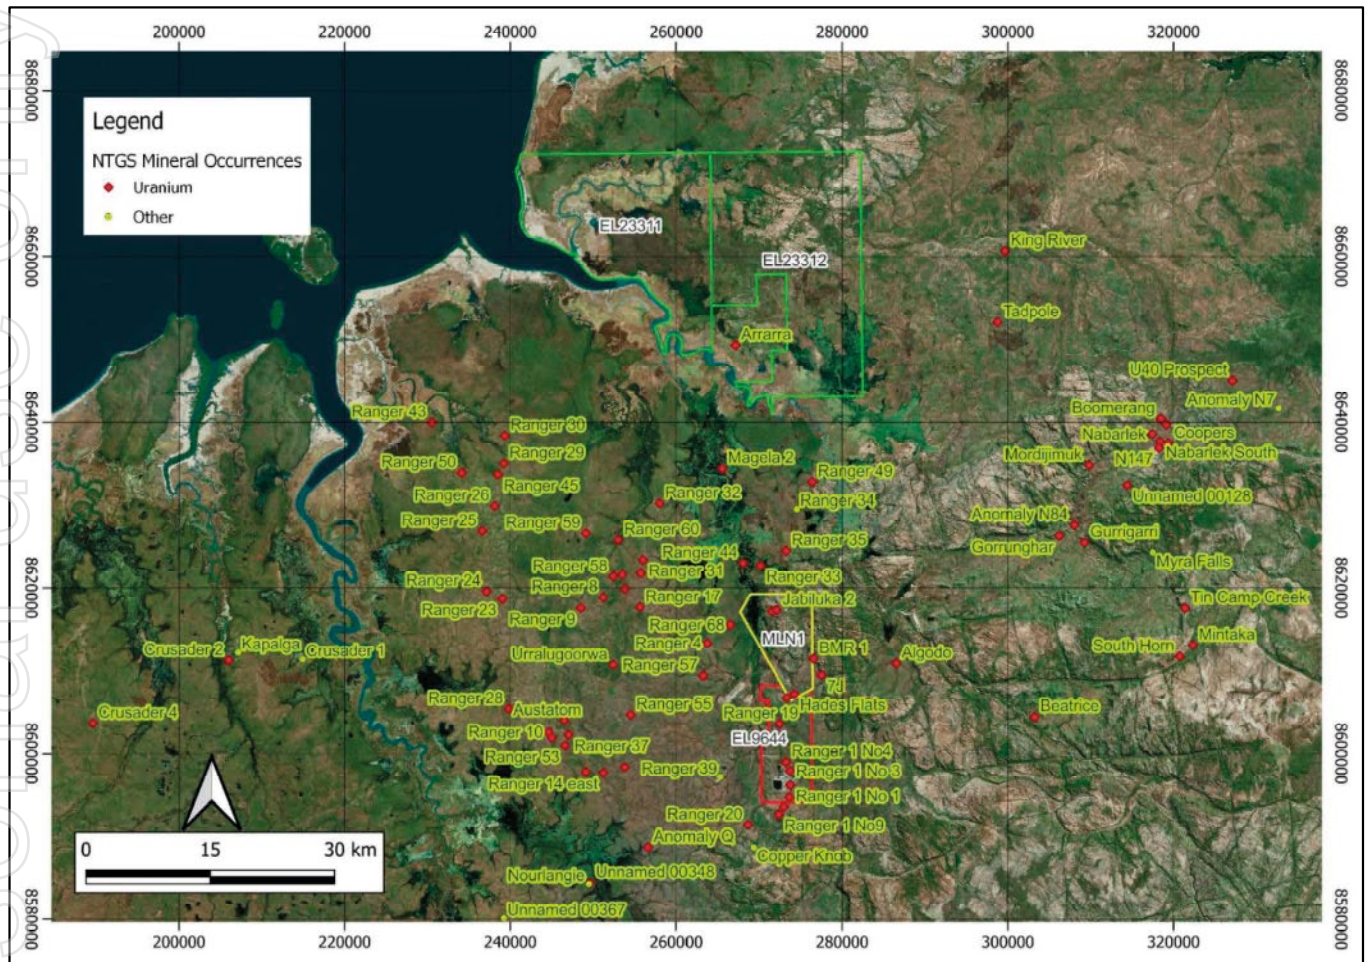 200000 220000 240000 260000 280000 300000 320000
8680000 8680000
Legend
NTGS Mineral Occurrences
Uranium
Other
EL23311
King River
8660000 8660000
EL23312
Tadpole
Arrarra
U40 Prospect
Anomaly N7
Boomerang
Ranger 43
8640000 8640000
Ranger 30
Coopers
Nabarlek
Ranger 29
Nabarlek South
N147
Mordijimuk
Magela 2
Ranger 50
Ranger 49
Ranger 45
Unnamed 00128
Ranger 26
Ranger 32
Ranger 34
Ranger 25
Ranger 59
Ranger 60
Anomaly N84
Gurrigarri
Gorrunghar
Ranger 35
Ranger 44
Myra Falls
Ranger 58
Ranger 31
Ranger 33
Ranger 24
Ranger 8
8620000 8620000
Ranger 17
Jabiluka 2
Tin Camp Creek
Ranger 23
Ranger 9
Ranger 68
MLN1
Mintaka
Crusader 2
Kapalga
Crusader 1
Ranger 4
BMR 1
Algodo
South Horn
Urralugoorwa
Ranger 57
7J
Ranger 28
Austatom
Ranger 55
Hades Flats
Beatrice
Crusader 4
Ranger 19
Ranger 10
EL9644
Ranger 37
8600000 8600000
Ranger 53
Ranger 1 No4
Ranger 39
Ranger 1 No 3
Ranger 14 east
Ranger 1 No 1
Ranger 20
Ranger 1 No9
Anomaly Q
Copper Knob
0 15 30 km
Nourlangie
Unnamed 00348
Unnamed 00367
8580000 8580000
200000 220000 240000 260000 280000 300000 320000